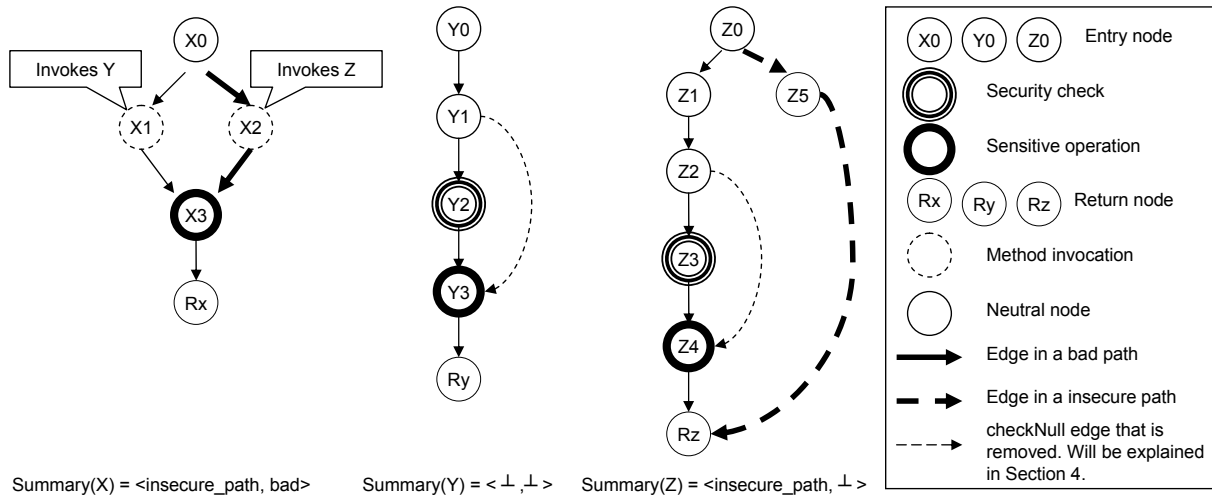 X0
Invokes Y
Invokes Z
X1
X2
X3
Rx
Summary(X) = <insecure_path, bad>
Y0
Y1
Y2
Y3
Ry
Summary(Y) = < ⊥ ,⊥ >
Z0
Z1
Z5
Z2
Z3
Z4
Rz
Summary(Z) = <insecure_path, ⊥ >
X0 Y0 Z0 Entry node
Security check
Sensitive operation
Rx Ry Rz Return node
Method invocation
Neutral node
Edge in a bad path
Edge in a insecure path
checkNull edge that is
removed. Will be explained
in Section 4.